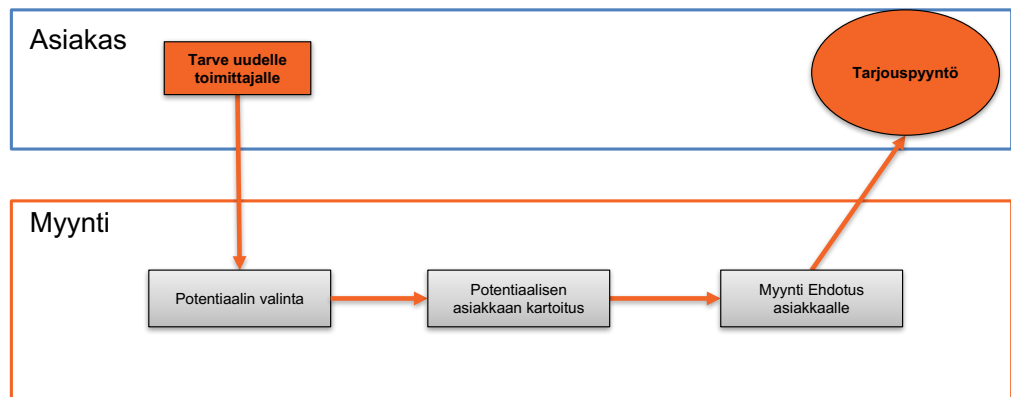 Asiakas
Tarve uudelle
toimittajalle
Tarjouspyyntö
Myynti
Potentiaalin valinta
Potentiaalisen
asiakkaan kartoitus
Myynti Ehdotus
asiakkaalle